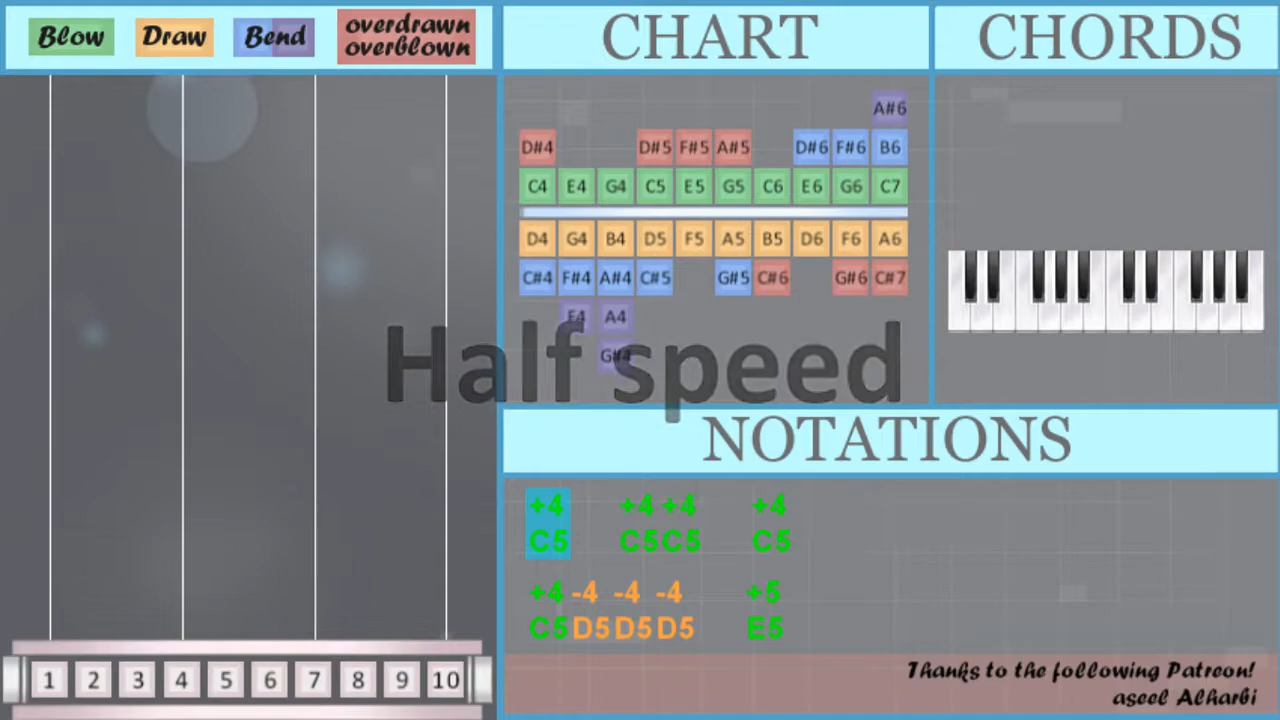 Blow Draw Bend overdrawn
overblown
CHART
CHORDS
A#6
D#4 D#5 F#5 A#5 D#6 F#6 B6
C4 E4 G4 C5 E5 G5 C6 E6 G6 C7
D4 G4 B4 D5 F5 A5 B5 D6 F6 A6
C#4 F#4 A#4 C#5 G#5 C#6 G#6 C#7
F4 A4
G#4
Half speed
NOTATIONS
+4 +4 +4 +4
C5 C5 C5 C5
+4 -4 -4 -4 +5
C5 D5 D5 D5 E5
1 2 3 4 5 6 7 8 9 10
Thanks to the following Patreon!
aseel Alharbi